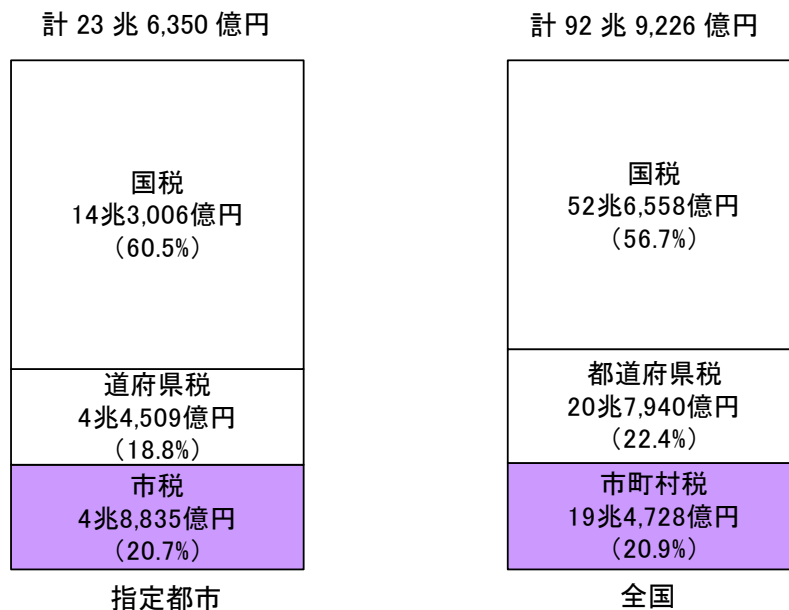 計 23 兆 6,350 億円
国税
14兆3,006億円
（60.5%）
道府県税
4兆4,509億円
（18.8%）
市税
4兆8,835億円
（20.7%）
指定都市
計 92 兆 9,226 億円
国税
52兆6,558億円
（56.7%）
都道府県税
20兆7,940億円
（22.4%）
市町村税
19兆4,728億円
（20.9%）
全国